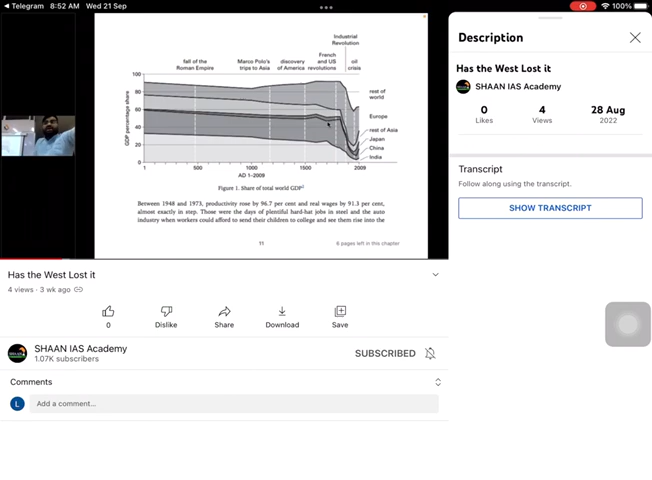 Telegram 8:52 AM Wed 21 Sep
100%
Industrial
Revolution
fall of the
Roman Empire
Marco Polo's
trips to Asia
discovery
of America
French
and US
revolutions
oil
crisis
GDP percentage share
100
80
60
40
20
0
rest of
world
Europe
rest of Asia
Japan
China
India
1
500
1000
1500
2009
AD 1–2009
Figure 1. Share of total world GDP
Between 1948 and 1973, productivity rose by 96.7 per cent and real wages by 91.3 per cent,
almost exactly in step. Those were the days of plentiful hard-hat jobs in steel and the auto
industry when workers could afford to send their children to college and see them rise into the
11
6 pages left in this chapter
Has the West Lost it
4 views · 3 wk ago
0
Dislike
Share
Download
Save
SHAAN IAS Academy
1.07K subscribers
SUBSCRIBED
Comments
L
Add a comment...
Description
Has the West Lost it
SHAAN IAS Academy
0
Likes
4
Views
28 Aug
2022
Transcript
Follow along using the transcript.
SHOW TRANSCRIPT